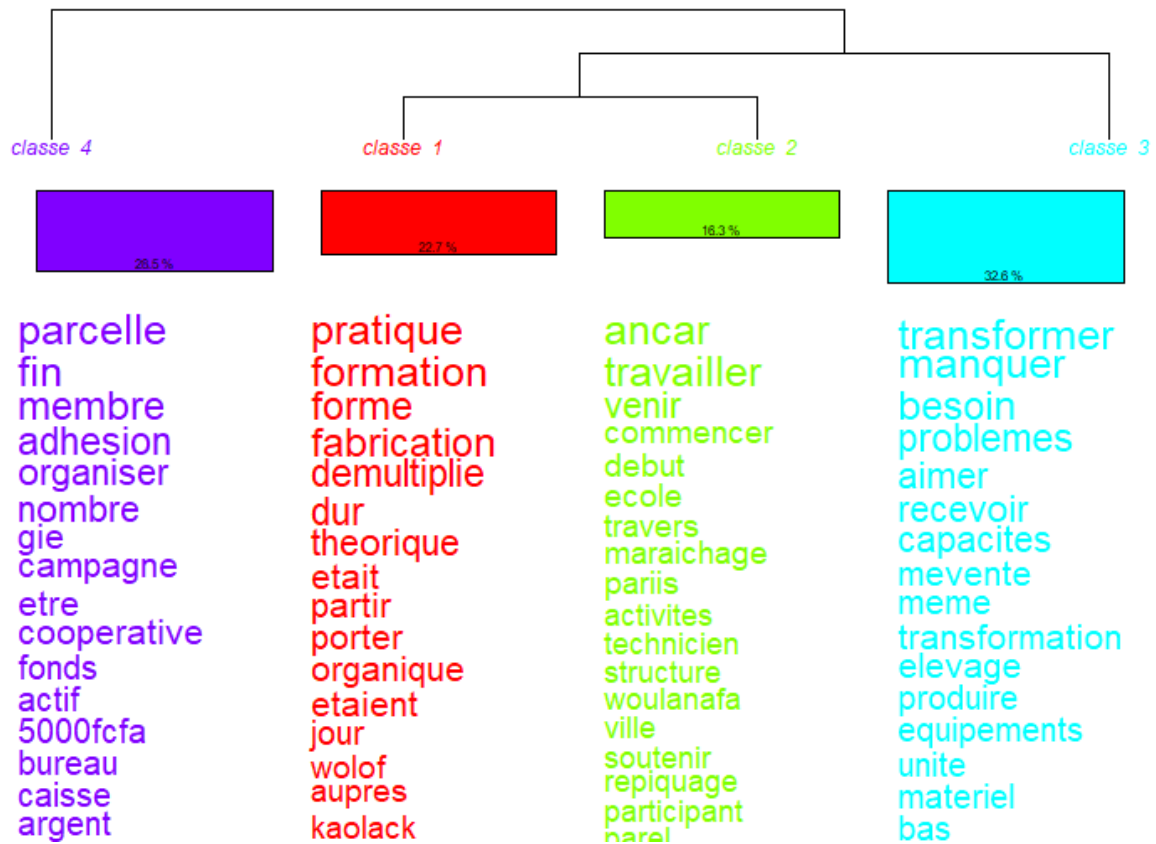 classe 4
classe 1
classe 2
classe 3
28.5 %
22.7 %
16.3 %
32.6 %
parcelle
fin
membre
adhesion
organiser
nombre
gie
campagne
etre
cooperative
fonds
actif
5000fcfa
bureau
caisse
argent
pratique
formation
forme
fabrication
demultiplie
dur
theorique
etait
partir
porter
organique
etaient
jour
wolof
aupres
kaolack
ancar
travailler
venir
commencer
debut
ecole
travers
maraichage
pariis
activites
technicien
structure
woulanafa
ville
soutenir
repiquage
participant
parel
transformer
manquer
besoin
problemes
aimer
recevoir
capacites
mevente
meme
transformation
elevage
produire
equipements
unite
materiel
bas